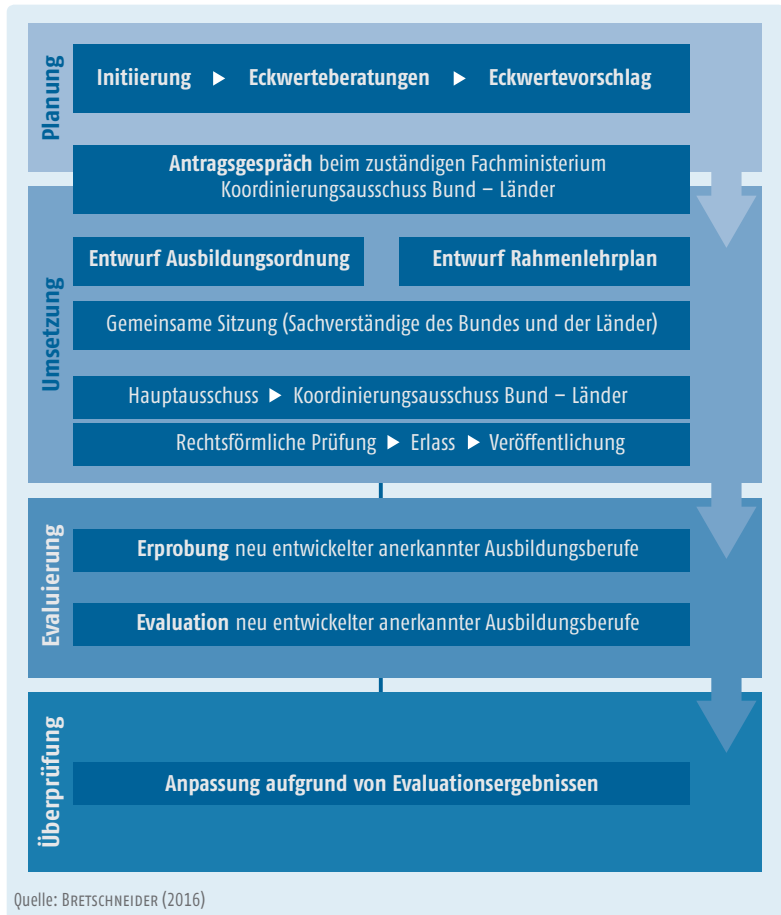 Planung
Initiierung ▶ Eckwerteberatungen ▶ Eckwertevorschlag
Antragsgespräch beim zuständigen Fachministerium
Koordinierungsausschuss Bund – Länder
Umsetzung
Entwurf Ausbildungsordnung
Entwurf Rahmenlehrplan
Gemeinsame Sitzung (Sachverständige des Bundes und der Länder)
Hauptausschuss ▶ Koordinierungsausschuss Bund – Länder
Rechtsförmliche Prüfung ▶ Erlass ▶ Veröffentlichung
Evaluierung
Erprobung neu entwickelter anerkannter Ausbildungsberufe
Evaluation neu entwickelter anerkannter Ausbildungsberufe
Überprüfung
Anpassung aufgrund von Evaluationsergebnissen
Quelle: BRETSCHNEIDER (2016)